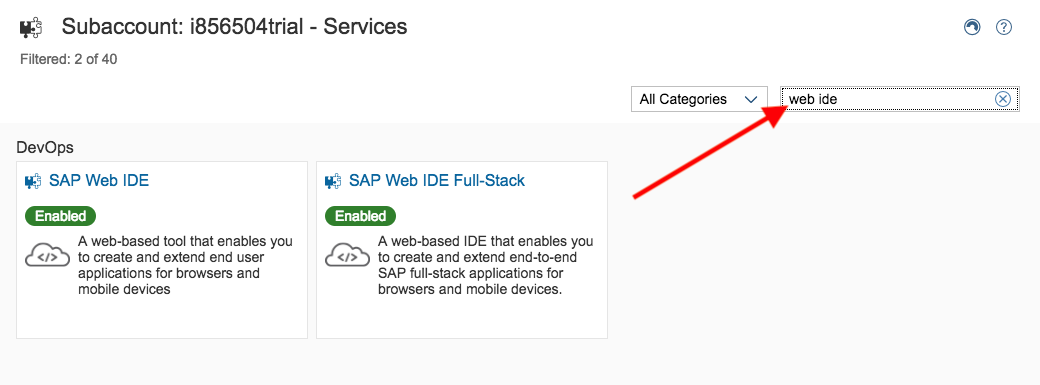 Subaccount: i856504trial - Services
Filtered: 2 of 40
All Categories
web ide
DevOps
SAP Web IDE
Enabled
A web-based tool that enables you
to create and extend end user
applications for browsers and
mobile devices
SAP Web IDE Full-Stack
Enabled
A web-based IDE that enables you
to create and extend end-to-end
SAP full-stack applications for
browsers and mobile devices.